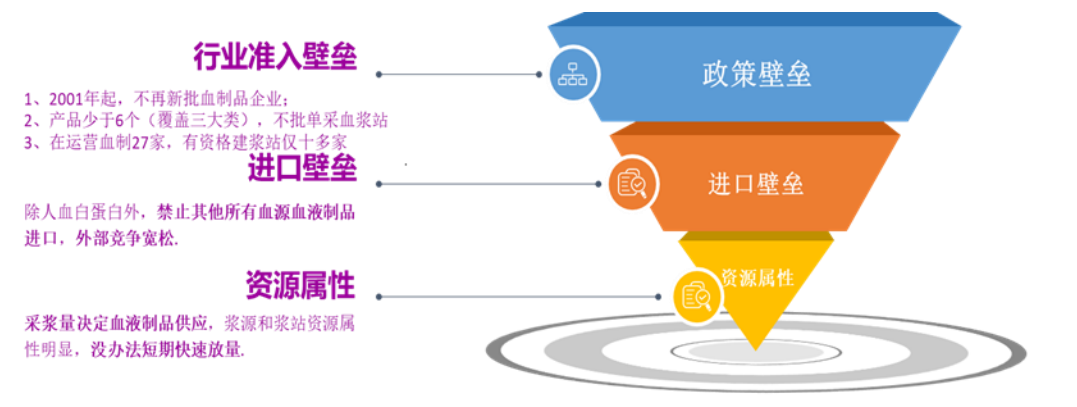 行业准入壁垒
1、2001年起，不再新批血制品企业；
2、产品少于6个（覆盖三大类），不批单采血浆站
3、在运营血制27家，有资格建浆站仅十多家
进口壁垒
除人血白蛋白外，禁止其他所有血源血液制品
进口，外部竞争宽松.
资源属性
采浆量决定血液制品供应，浆源和浆站资源属
性明显，没办法短期快速放量.
政策壁垒
进口壁垒
资源属性